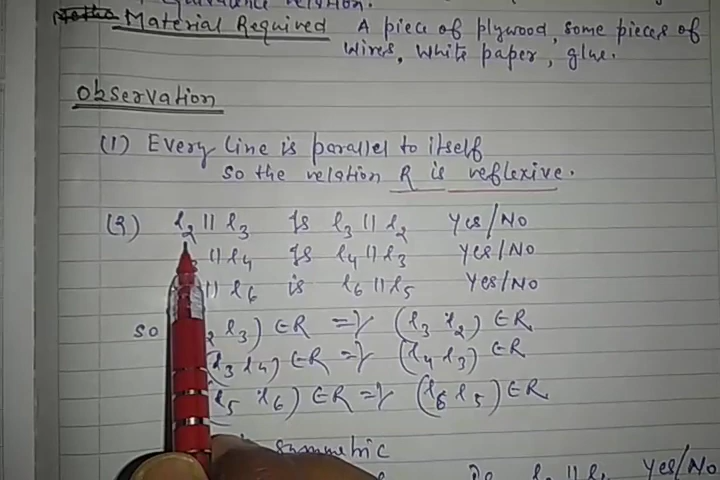 equivalence relation.
Material Required A piece of plywood, some pieces of
wires, white paper, glue.
Observation
(1) Every line is parallel to itself
so the relation R is reflexive.
(2) l2 || l3 Is l3 || l2 Yes/No
|| l4 Is l4 || l3 Yes/No
|| l6 is l6 || l5 Yes/No
so 2 l3) ∈ R => (l3 l2) ∈ R
(l3 l4) ∈ R => (l4 l3) ∈ R
l5 l6) ∈ R => (l6 l5) ∈ R
symmetric
Yes/No